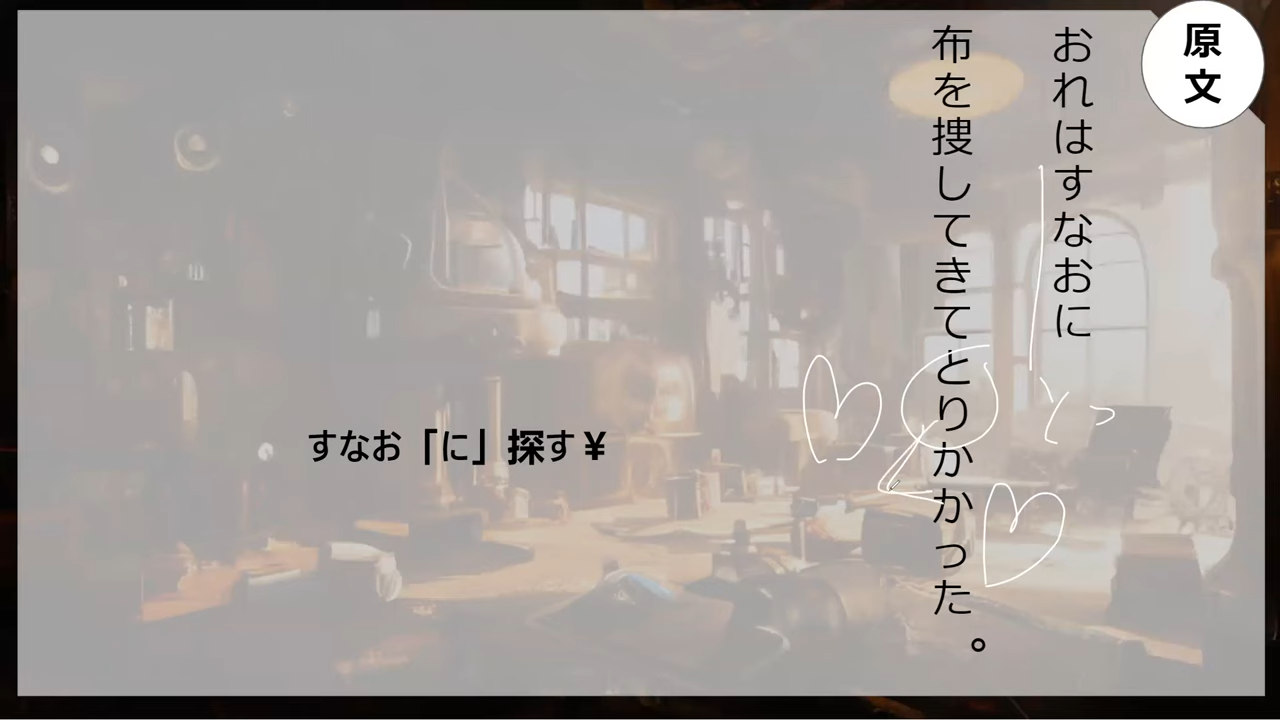 原文
おれはすなおに
布を捜してきてとりかかった。
すなお「に」探す¥